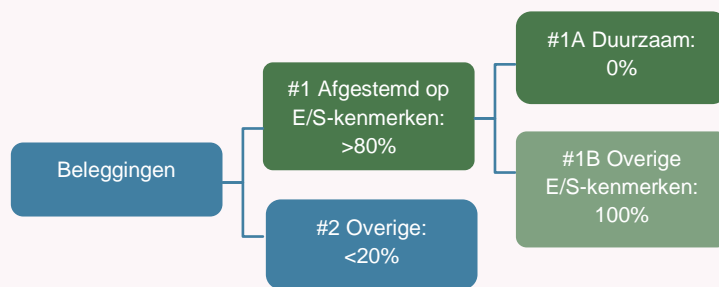 Beleggingen
#1 Afgestemd op
E/S-kenmerken:
>80%
#2 Overige:
<20%
#1A Duurzaam:
0%
#1B Overige
E/S-kenmerken:
100%